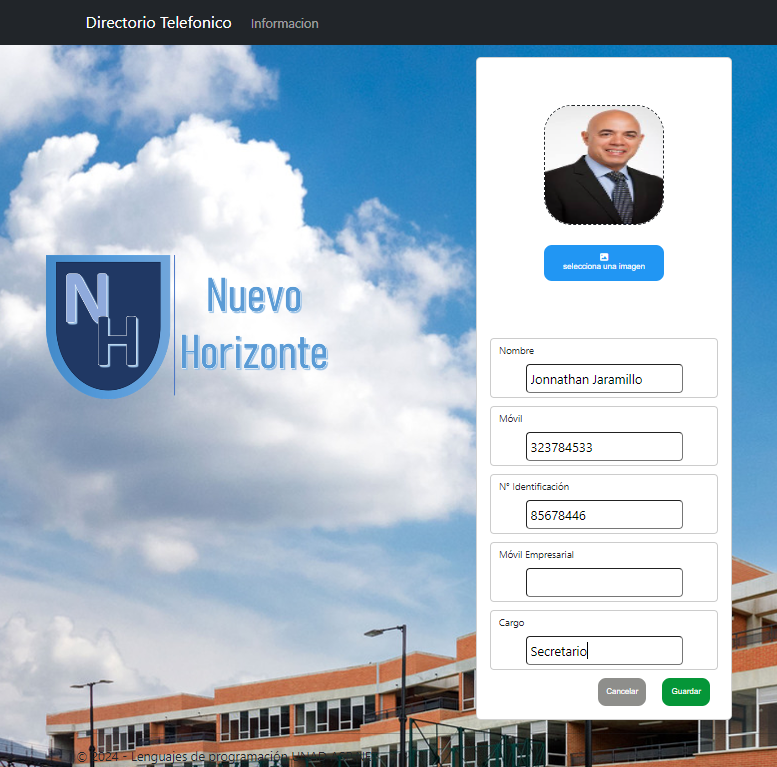 Directorio Telefonico Informacion
NH
Nuevo
Horizonte
selecciona una imagen
Nombre
Jonnathan Jaramillo
Móvil
323784533
N° Identificación
85678446
Móvil Empresarial
Cargo
Secretario
Cancelar Guardar
© 2024 - Lenguajes de programación UNAD